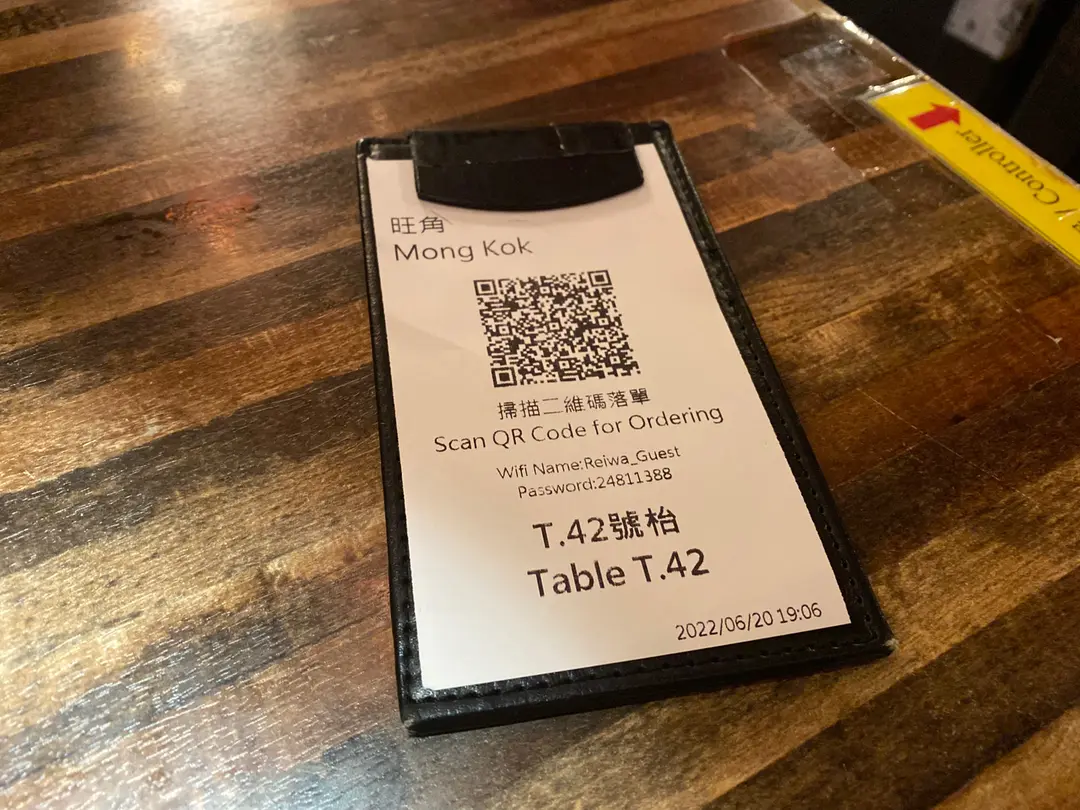 旺角
Mong Kok
掃描二維碼落單
Scan QR Code for Ordering
Wifi Name:Reiwa_Guest
Password:24811388
T.42號枱
Table T.42
2022/06/20 19:06
/ Controller